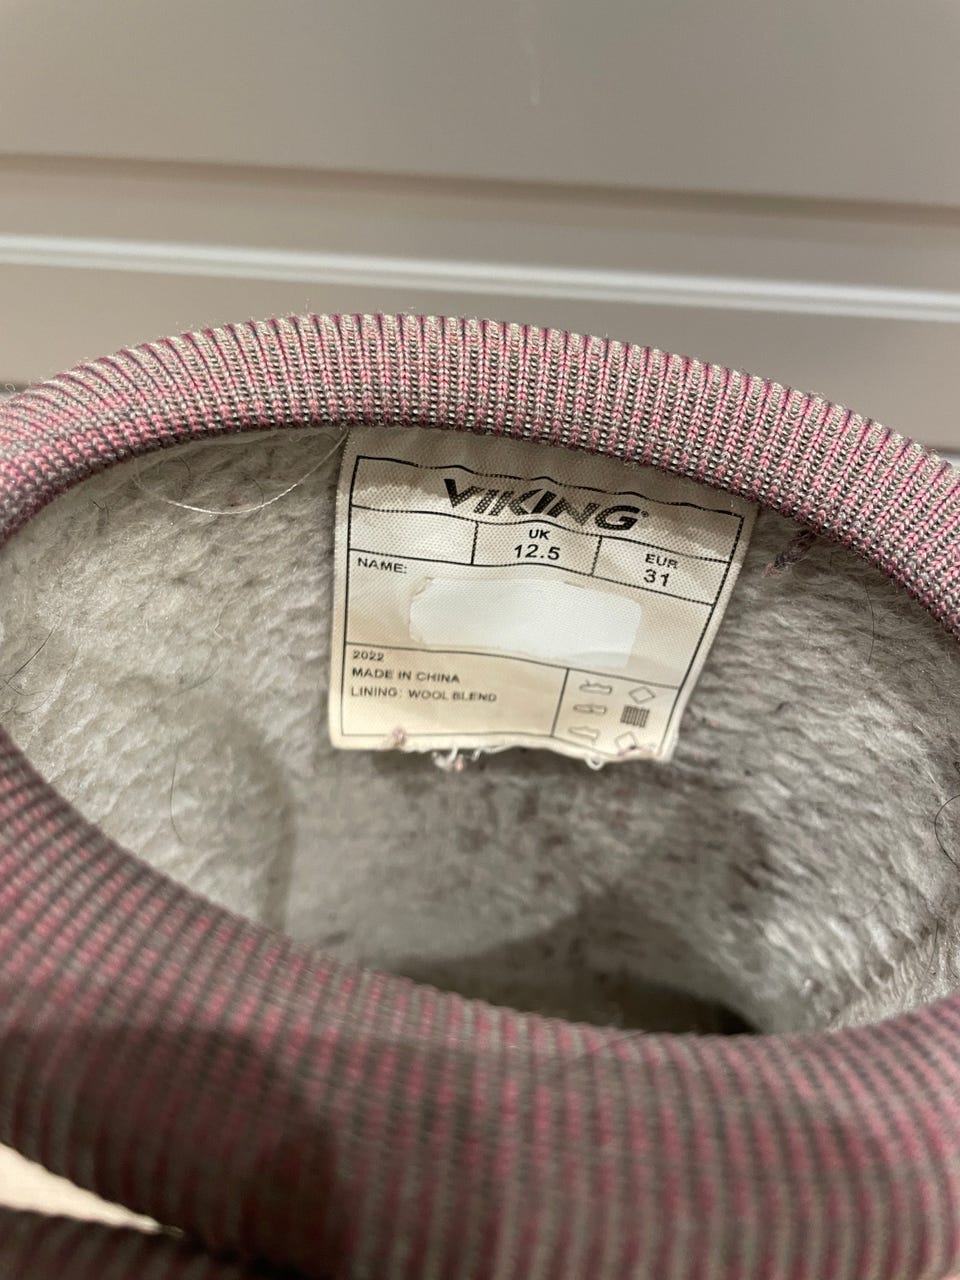 VIKING
UK
12.5
EUR
31
NAME:
2022
MADE IN CHINA
LINING: WOOL BLEND